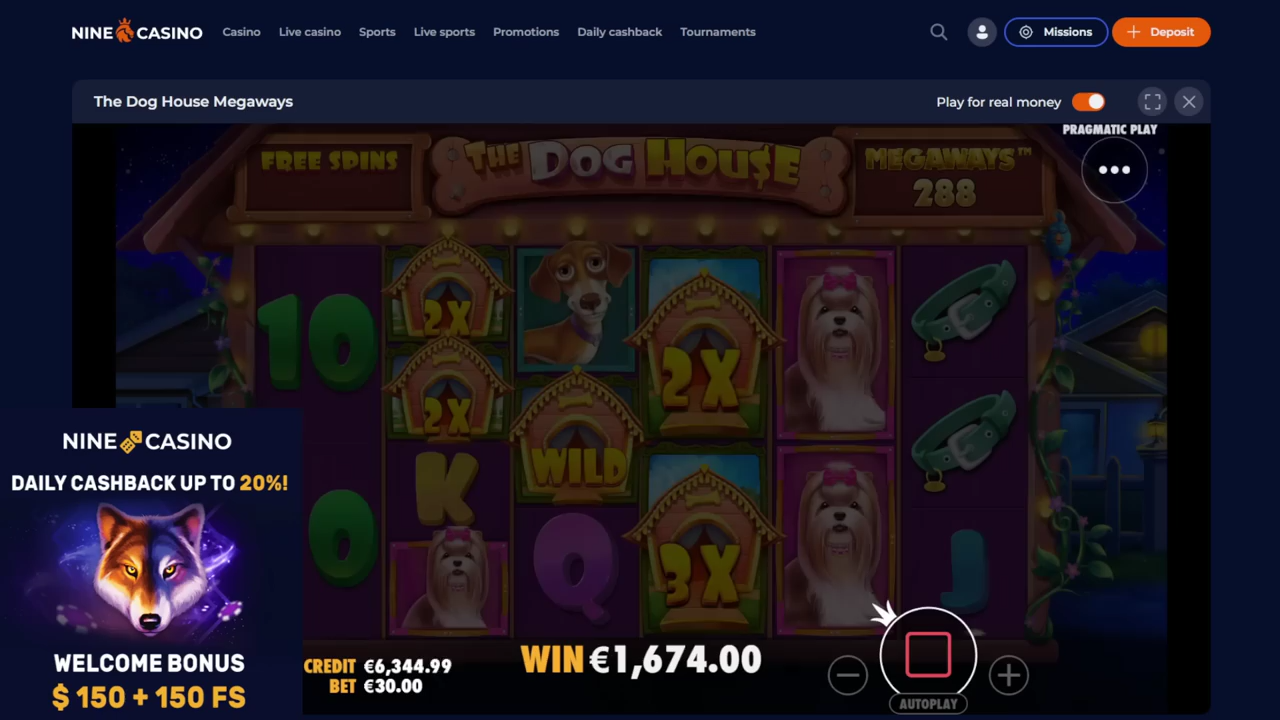 NINE CASINO Casino Live casino Sports Live sports Promotions Daily cashback Tournaments Missions Deposit
The Dog House Megaways Play for real money
PRAGMATIC PLAY
FREE SPINS THE DOG HOU$E MEGAWAYS™
288
10 2X 2X
2X
WILD
K
0 Q 3X J
NINE CASINO
DAILY CASHBACK UP TO 20%!
WELCOME BONUS
$ 150 + 150 FS
CREDIT €6,344.99
BET €30.00
WIN €1,674.00
AUTOPLAY